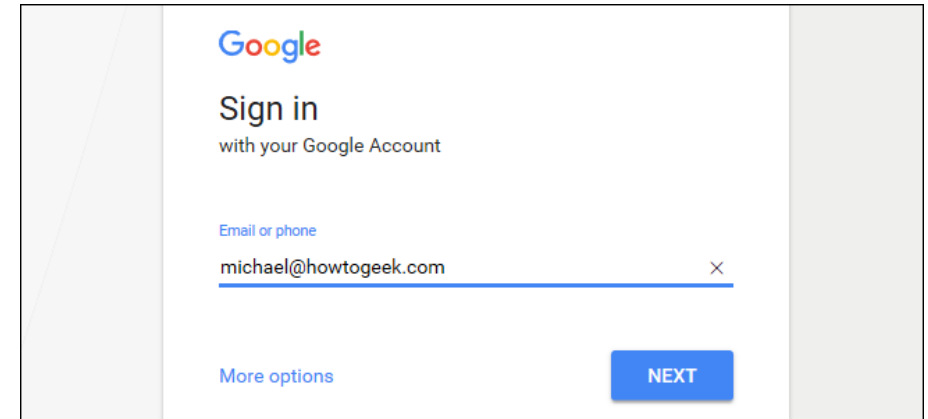 Google
Sign in
with your Google Account
Email or phone
michael@howtogeek.com
More options
NEXT